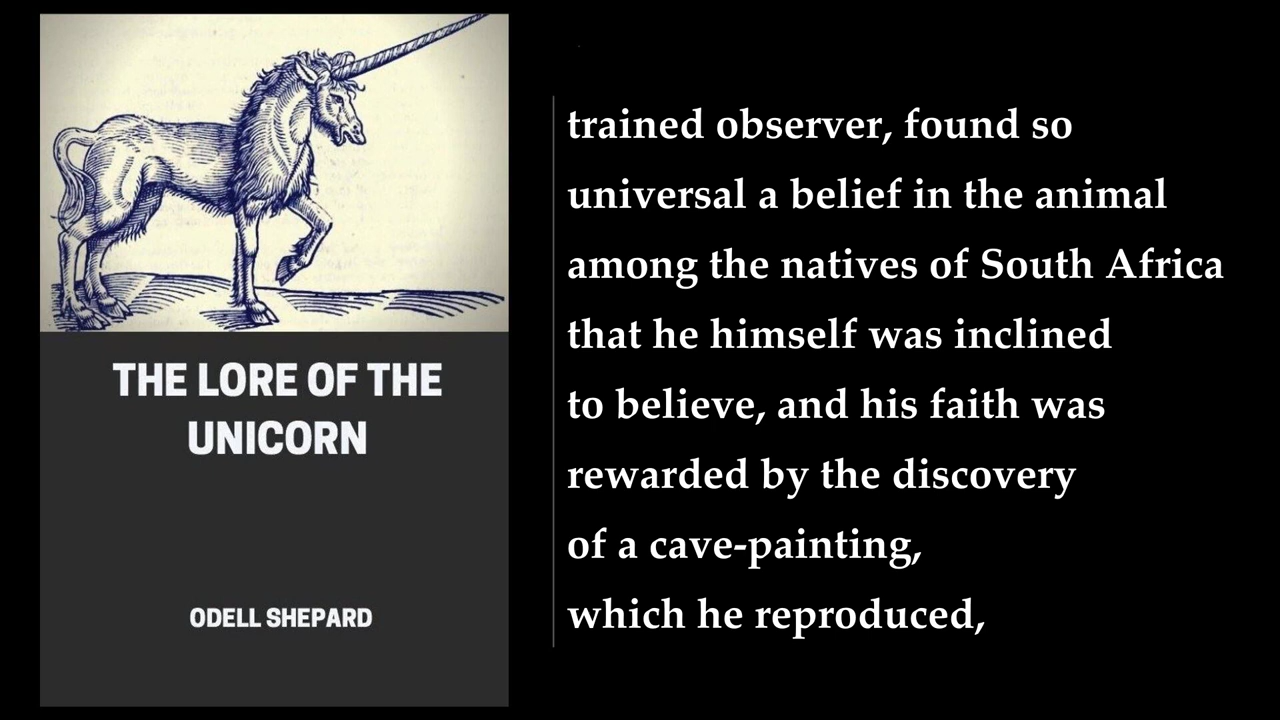 THE LORE OF THE
UNICORN
ODELL SHEPARD
trained observer, found so
universal a belief in the animal
among the natives of South Africa
that he himself was inclined
to believe, and his faith was
rewarded by the discovery
of a cave-painting,
which he reproduced,